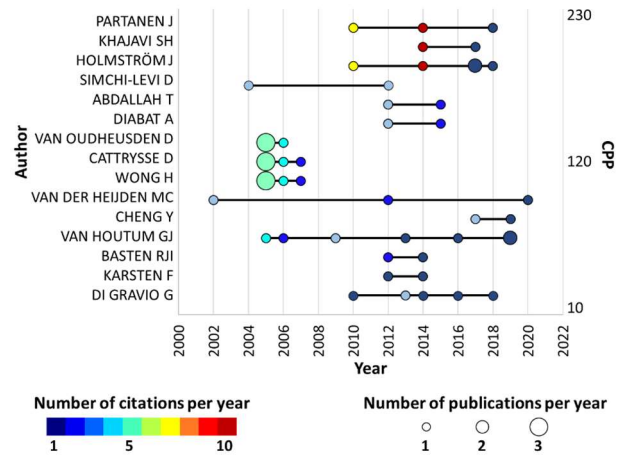 PARTANEN J
KHAJAVI SH
HOLMSTRÖM J
SIMCHI-LEVI D
ABDALLAH T
DIABAT A
VAN OUDHEUSDEN D
CATTRYSSE D
WONG H
VAN DER HEIJDEN MC
CHENG Y
VAN HOUTUM GJ
BASTEN RJI
KARSTEN F
DI GRAVIO G
Author
230
120
10
CPP
2000 2002 2004 2006 2008 2010 2012 2014 2016 2018 2020 2022
Year
Number of citations per year
1 5 10
Number of publications per year
1 2 3